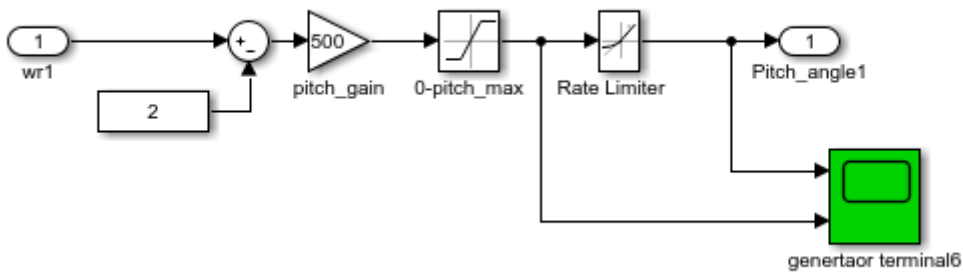 1
wr1
2
+
-
500
pitch_gain
0-pitch_max
Rate Limiter
1
Pitch_angle1
genertaor terminal6